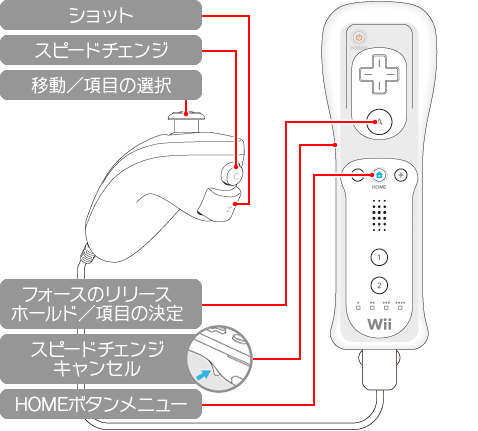 ショット
スピードチェンジ
移動／項目の選択
フォースのリリース
ホールド／項目の決定
スピードチェンジ
キャンセル
HOMEボタンメニュー
C
Z
POWER
A
HOME
1
2
Wii